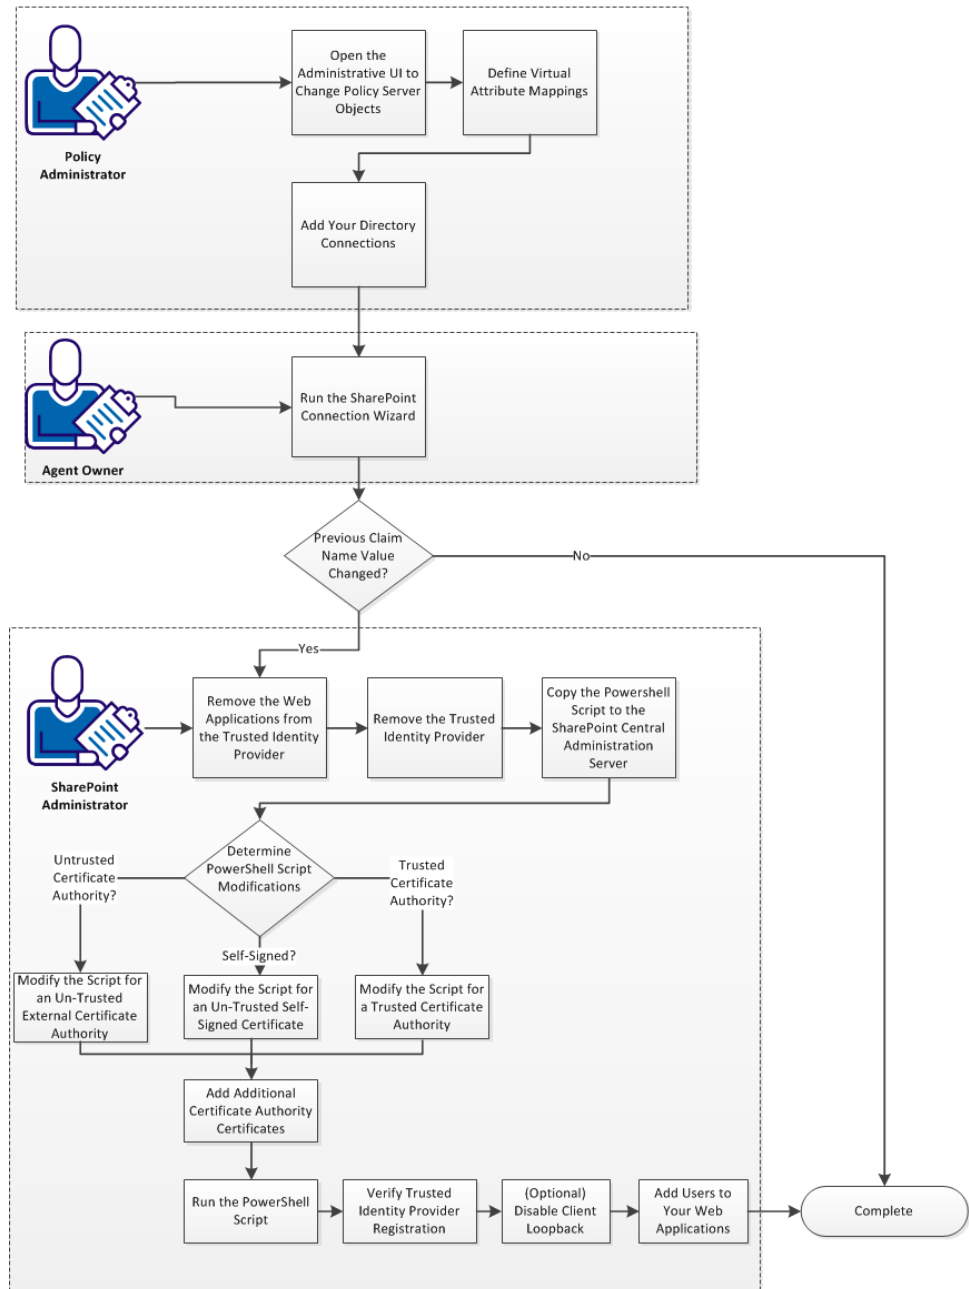 Open the
Administrative UI to
Change Policy Server
Objects
Define Virtual
Attribute Mappings
Policy
Administrator
Add Your Directory
Connections
Run the SharePoint
Connection Wizard
Agent Owner
Previous Claim
Name Value
Changed?
No
Yes
Remove the Web
Applications from
the Trusted Identity
Provider
Remove the Trusted
Identity Provider
Copy the Powershell
Script to the
SharePoint Central
Administration
Server
SharePoint
Administrator
Determine
PowerShell Script
Modifications
Untrusted
Certificate
Authority?
Trusted
Certificate
Authority?
Self-Signed?
Modify the Script for
an Un-Trusted
External Certificate
Authority
Modify the Script for
an Un-Trusted Self-
Signed Certificate
Modify the Script for
a Trusted Certificate
Authority
Add Additional
Certificate Authority
Certificates
Run the PowerShell
Script
Verify Trusted
Identity Provider
Registration
(Optional)
Disable Client
Loopback
Add Users to
Your Web
Applications
Complete